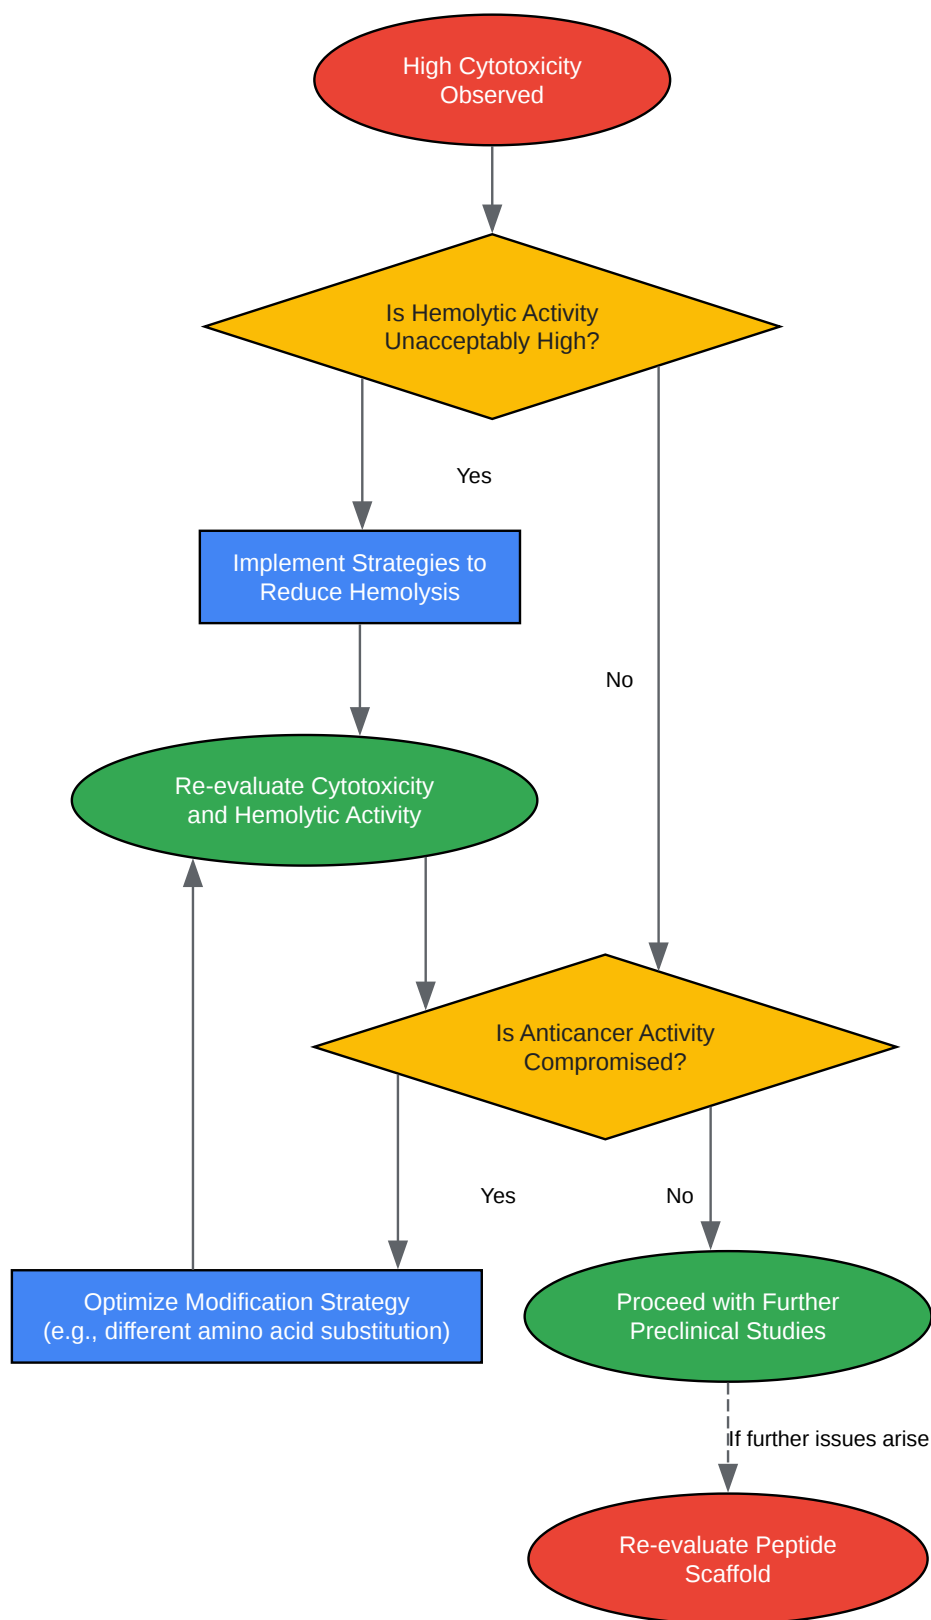 High Cytotoxicity
Observed
Is Hemolytic Activity
Unacceptably High?
Yes
Implement Strategies to
Reduce Hemolysis
No
Re-evaluate Cytotoxicity
and Hemolytic Activity
Is Anticancer Activity
Compromised?
Yes
No
Optimize Modification Strategy
(e.g., different amino acid substitution)
Proceed with Further
Preclinical Studies
If further issues arise
Re-evaluate Peptide
Scaffold